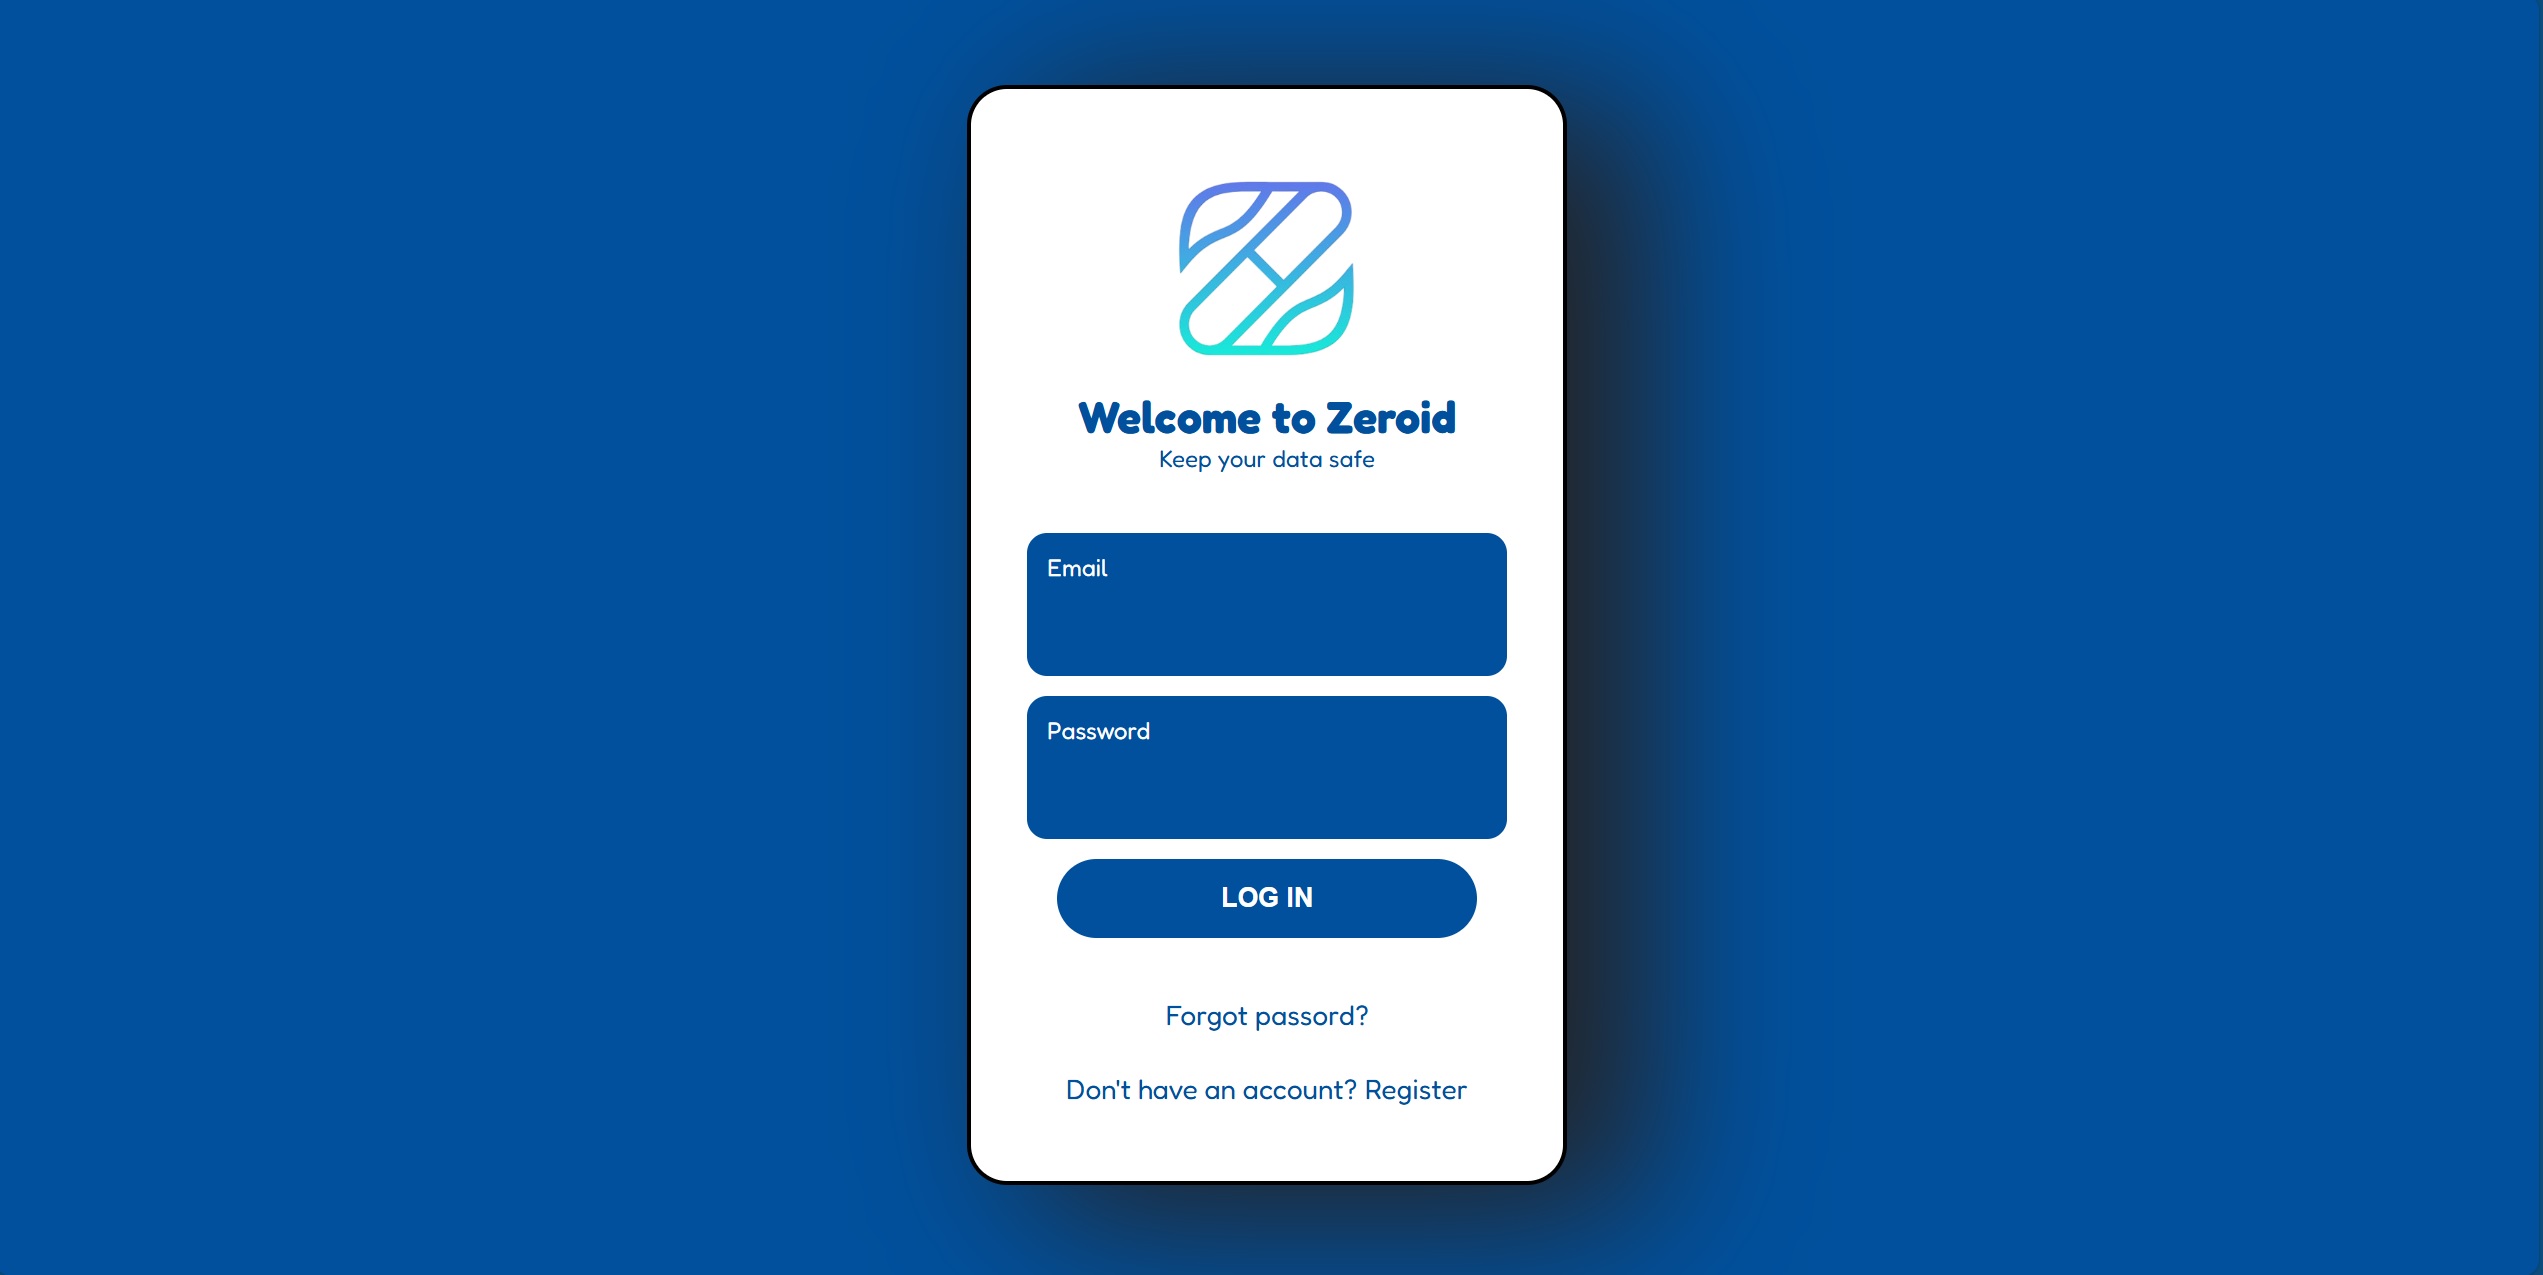 Welcome to Zeroid
Keep your data safe
Email
Password
LOG IN
Forgot passord?
Don't have an account? Register